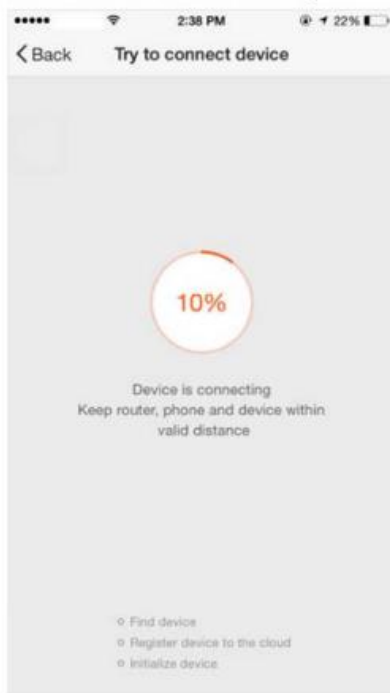 2:38 PM
22%
Back
Try to connect device
10%
Device is connecting
Keep router, phone and device within
valid distance
Find device
Register device to the cloud
Initialize device